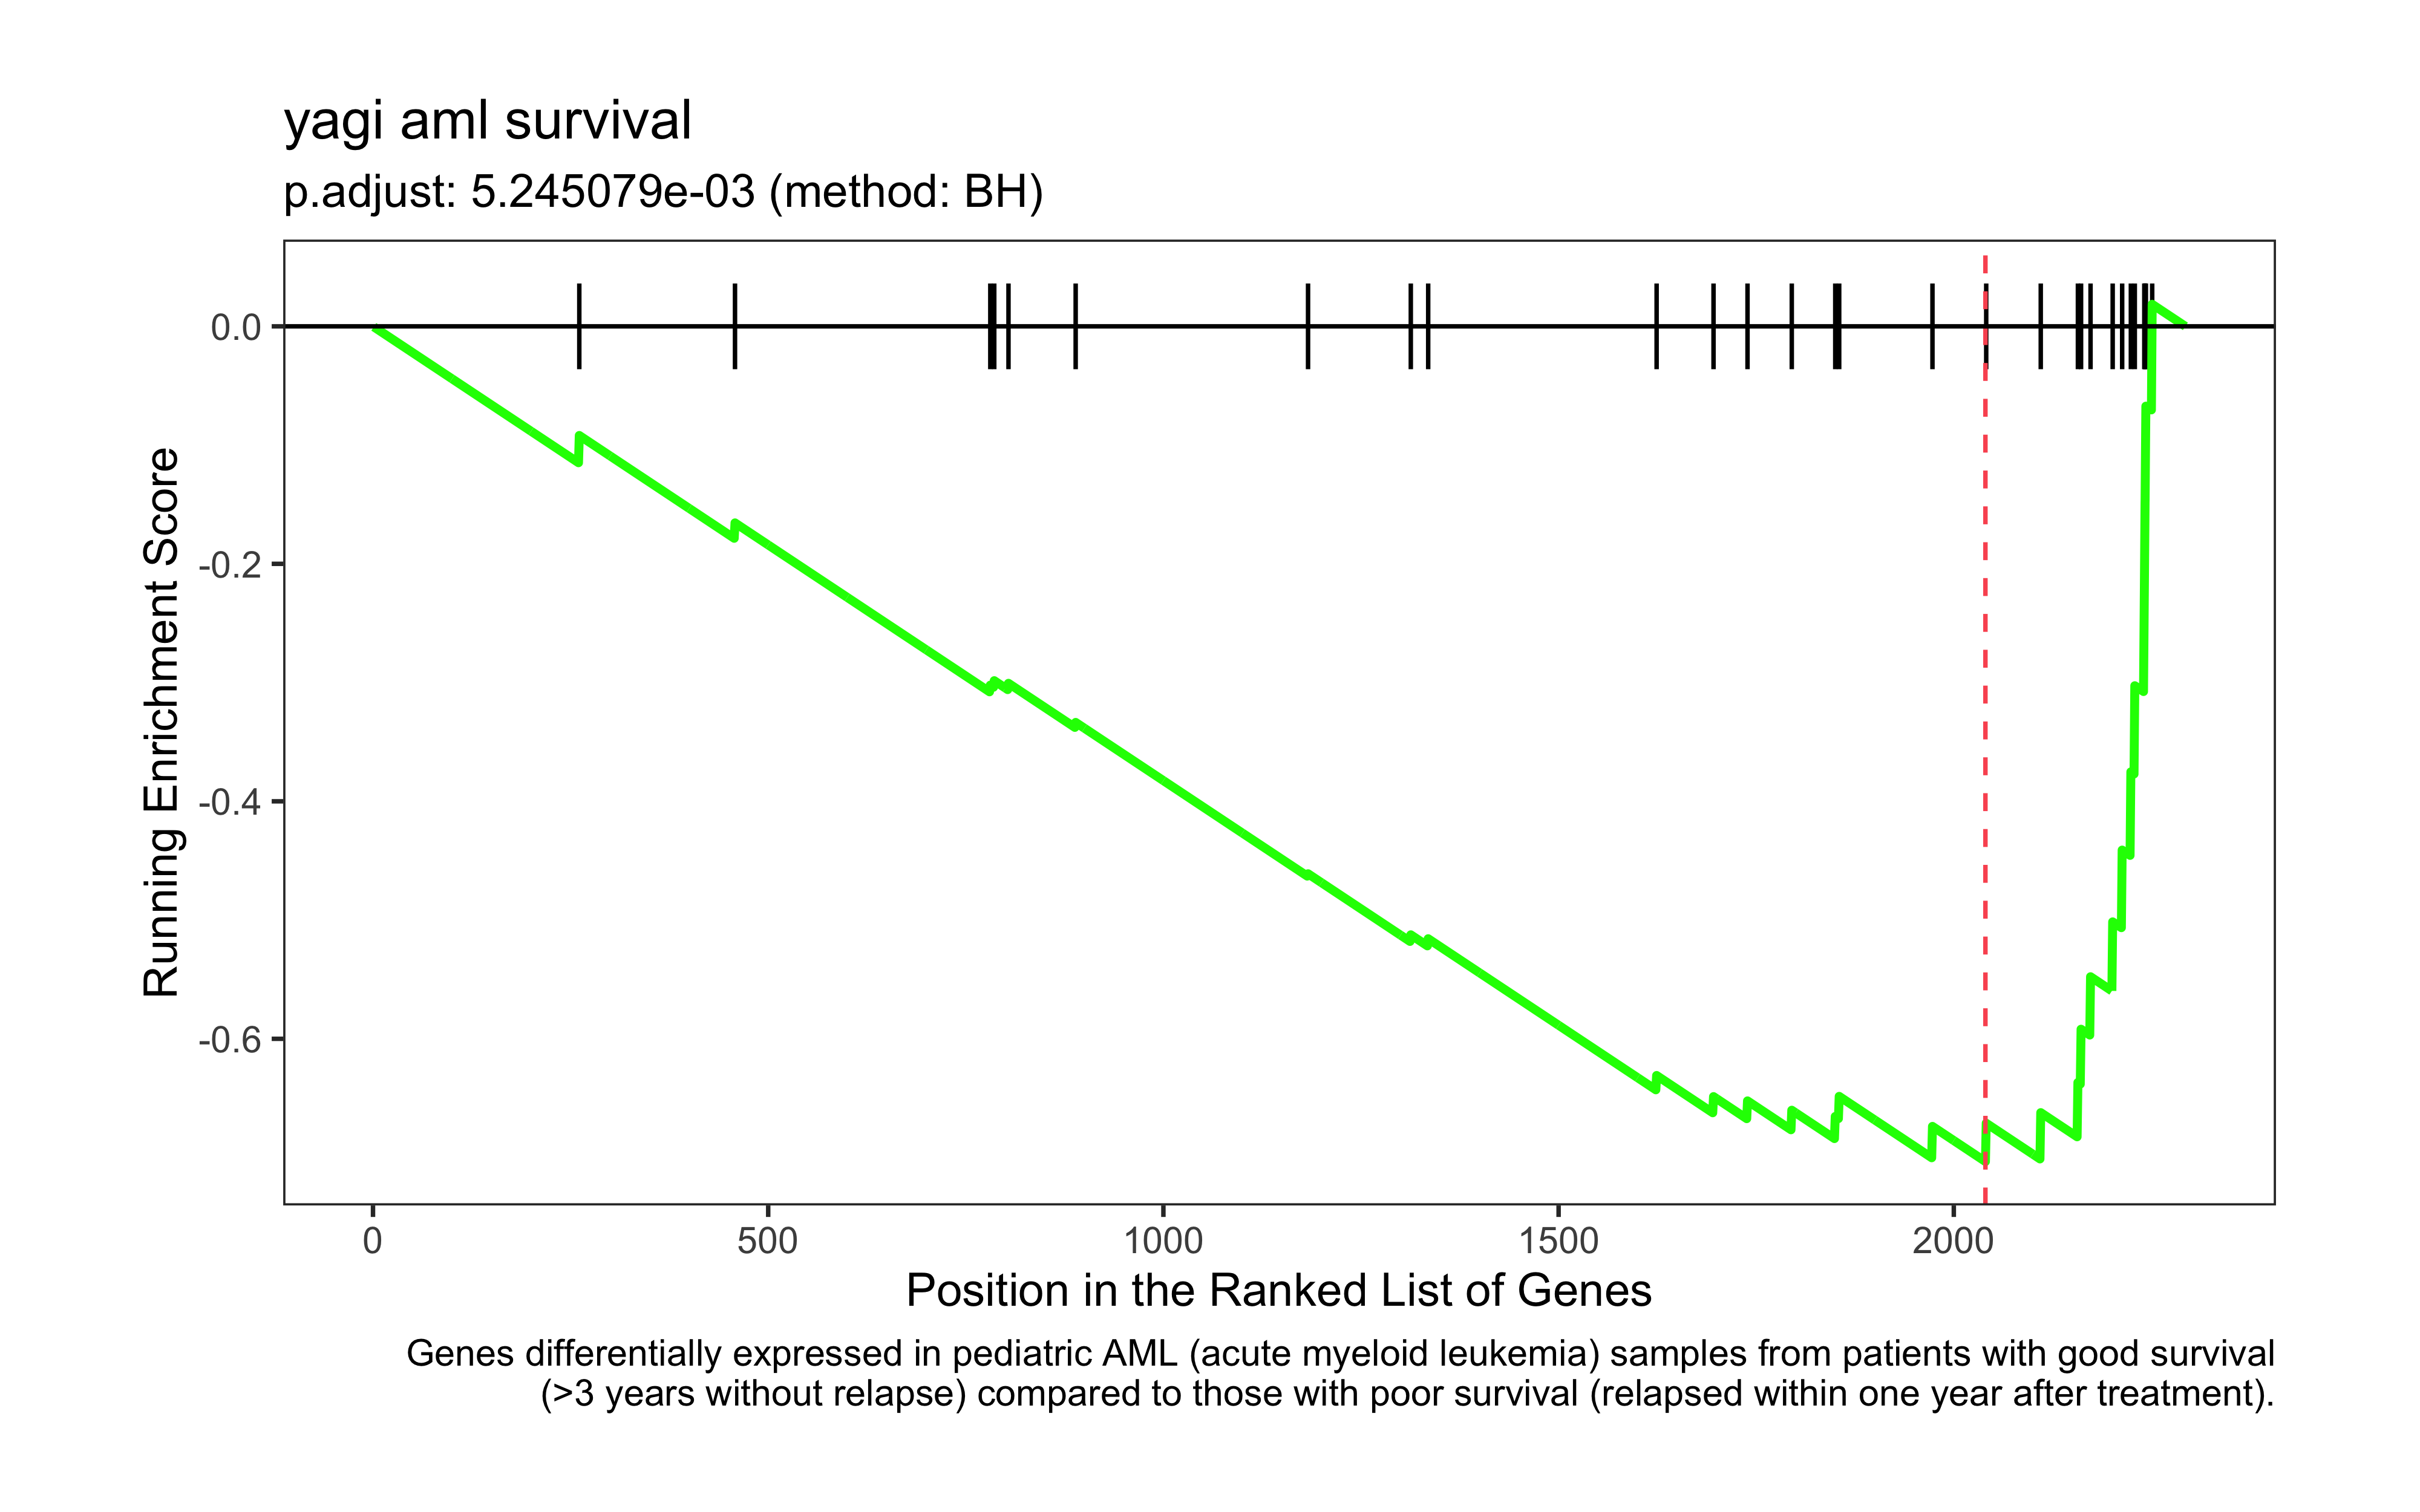 yagi aml survival
p.adjust: 5.245079e-03 (method: BH)
Running Enrichment Score
0.0
-0.2
-0.4
-0.6
0 500 1000 1500 2000
Position in the Ranked List of Genes
Genes differentially expressed in pediatric AML (acute myeloid leukemia) samples from patients with good survival
(>3 years without relapse) compared to those with poor survival (relapsed within one year after treatment).